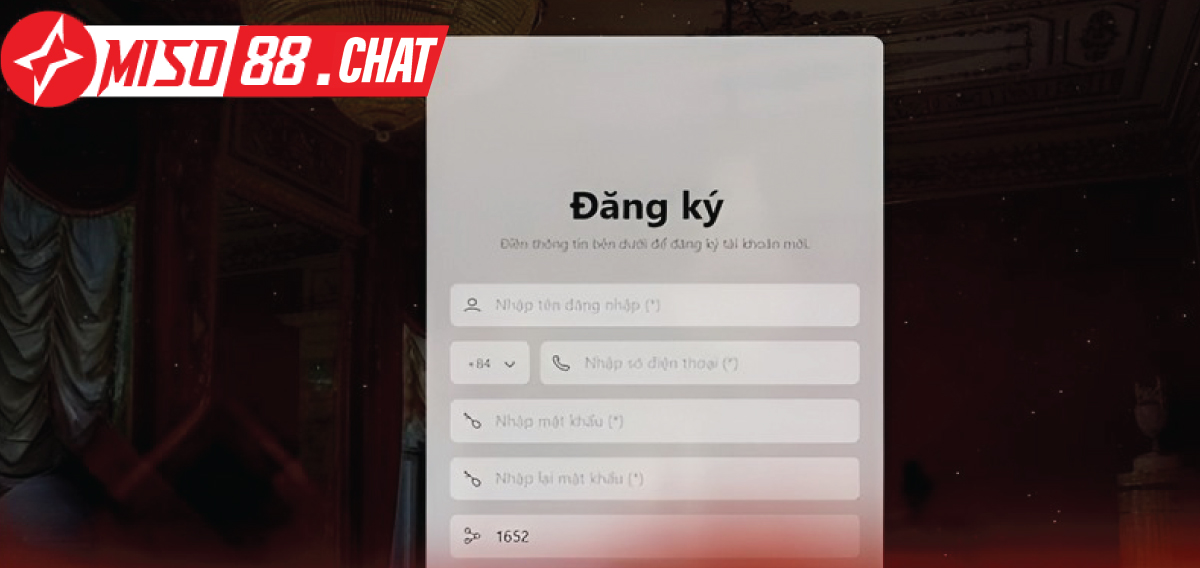 MISO 88 . CHAT
Đăng ký
Điền thông tin bên dưới để đăng ký tài khoản mới.
Nhập tên đăng nhập (*)
+84
Nhập số điện thoại (*)
Nhập mật khẩu (*)
Nhập lại mật khẩu (*)
1652